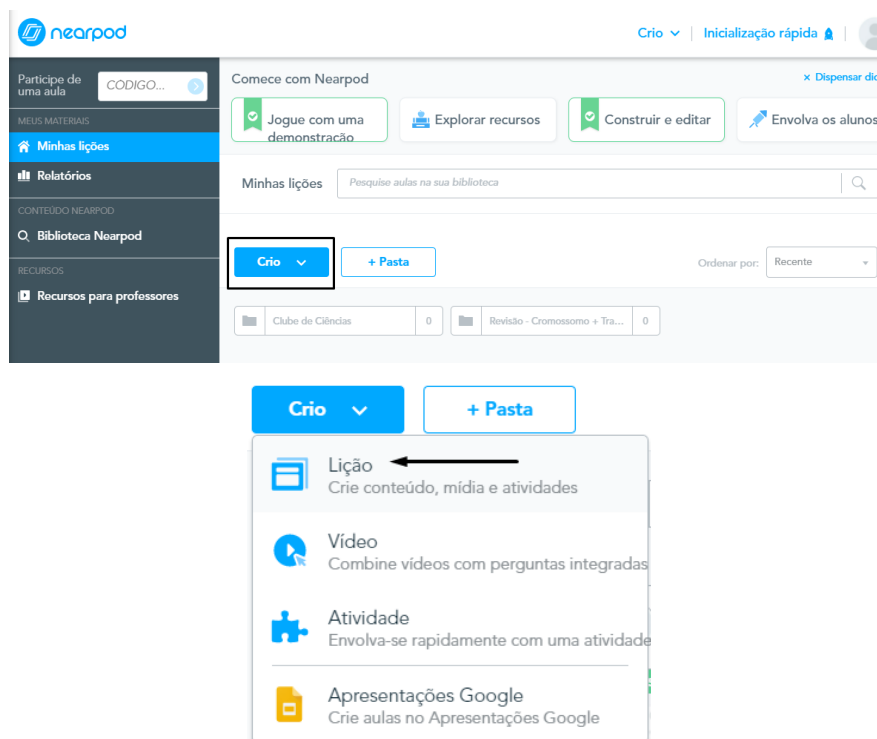 nearpod
Crio
Inicialização rápida
Participe de
uma aula
CODIGO...
Comece com Nearpod
× Dispensar
Jogue com uma
demonstração
Explorar recursos
Construir e editar
Envolva os alunos
MEUS MATERIAIS
Minhas lições
Relatórios
CONTEÚDO NEARPOD
Biblioteca Nearpod
RECURSOS
Recursos para professores
Minhas lições
Pesquise aulas na sua biblioteca
Crio
+ Pasta
Ordenar por:
Recente
Clube de Ciências
0
Revisão - Cromossomo + Tra...
0
Crio
+ Pasta
Lição
Crie conteúdo, mídia e atividades
Vídeo
Combine vídeos com perguntas integradas
Atividade
Envolva-se rapidamente com uma atividade
Apresentações Google
Crie aulas no Apresentações Google